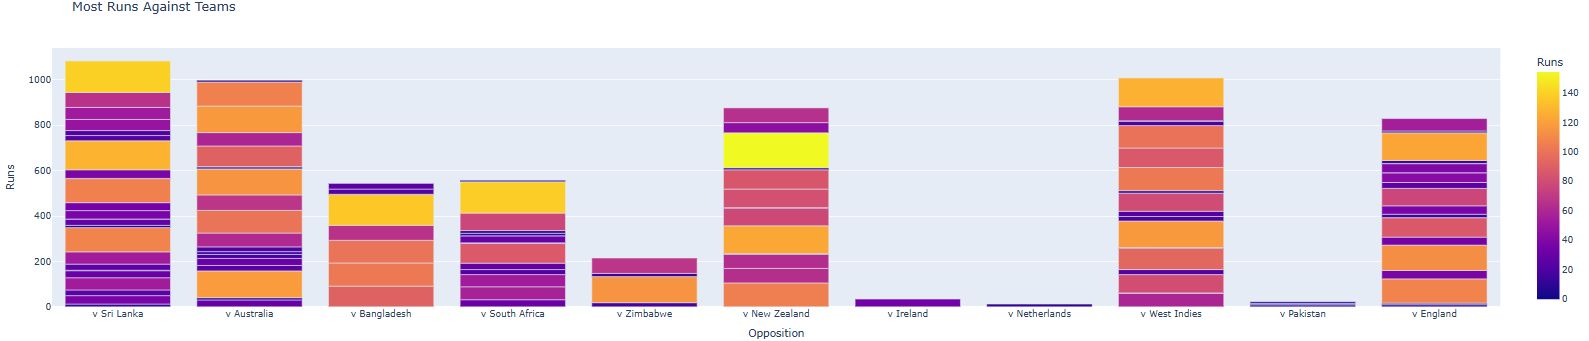 Most Runs Against Teams
Runs
1000
800
600
400
200
0
v Sri Lanka
v Australia
v Bangladesh
v South Africa
v Zimbabwe
v New Zealand
v Ireland
v Netherlands
v West Indies
v Pakistan
v England
Opposition
Runs
140
120
100
80
60
40
20
0